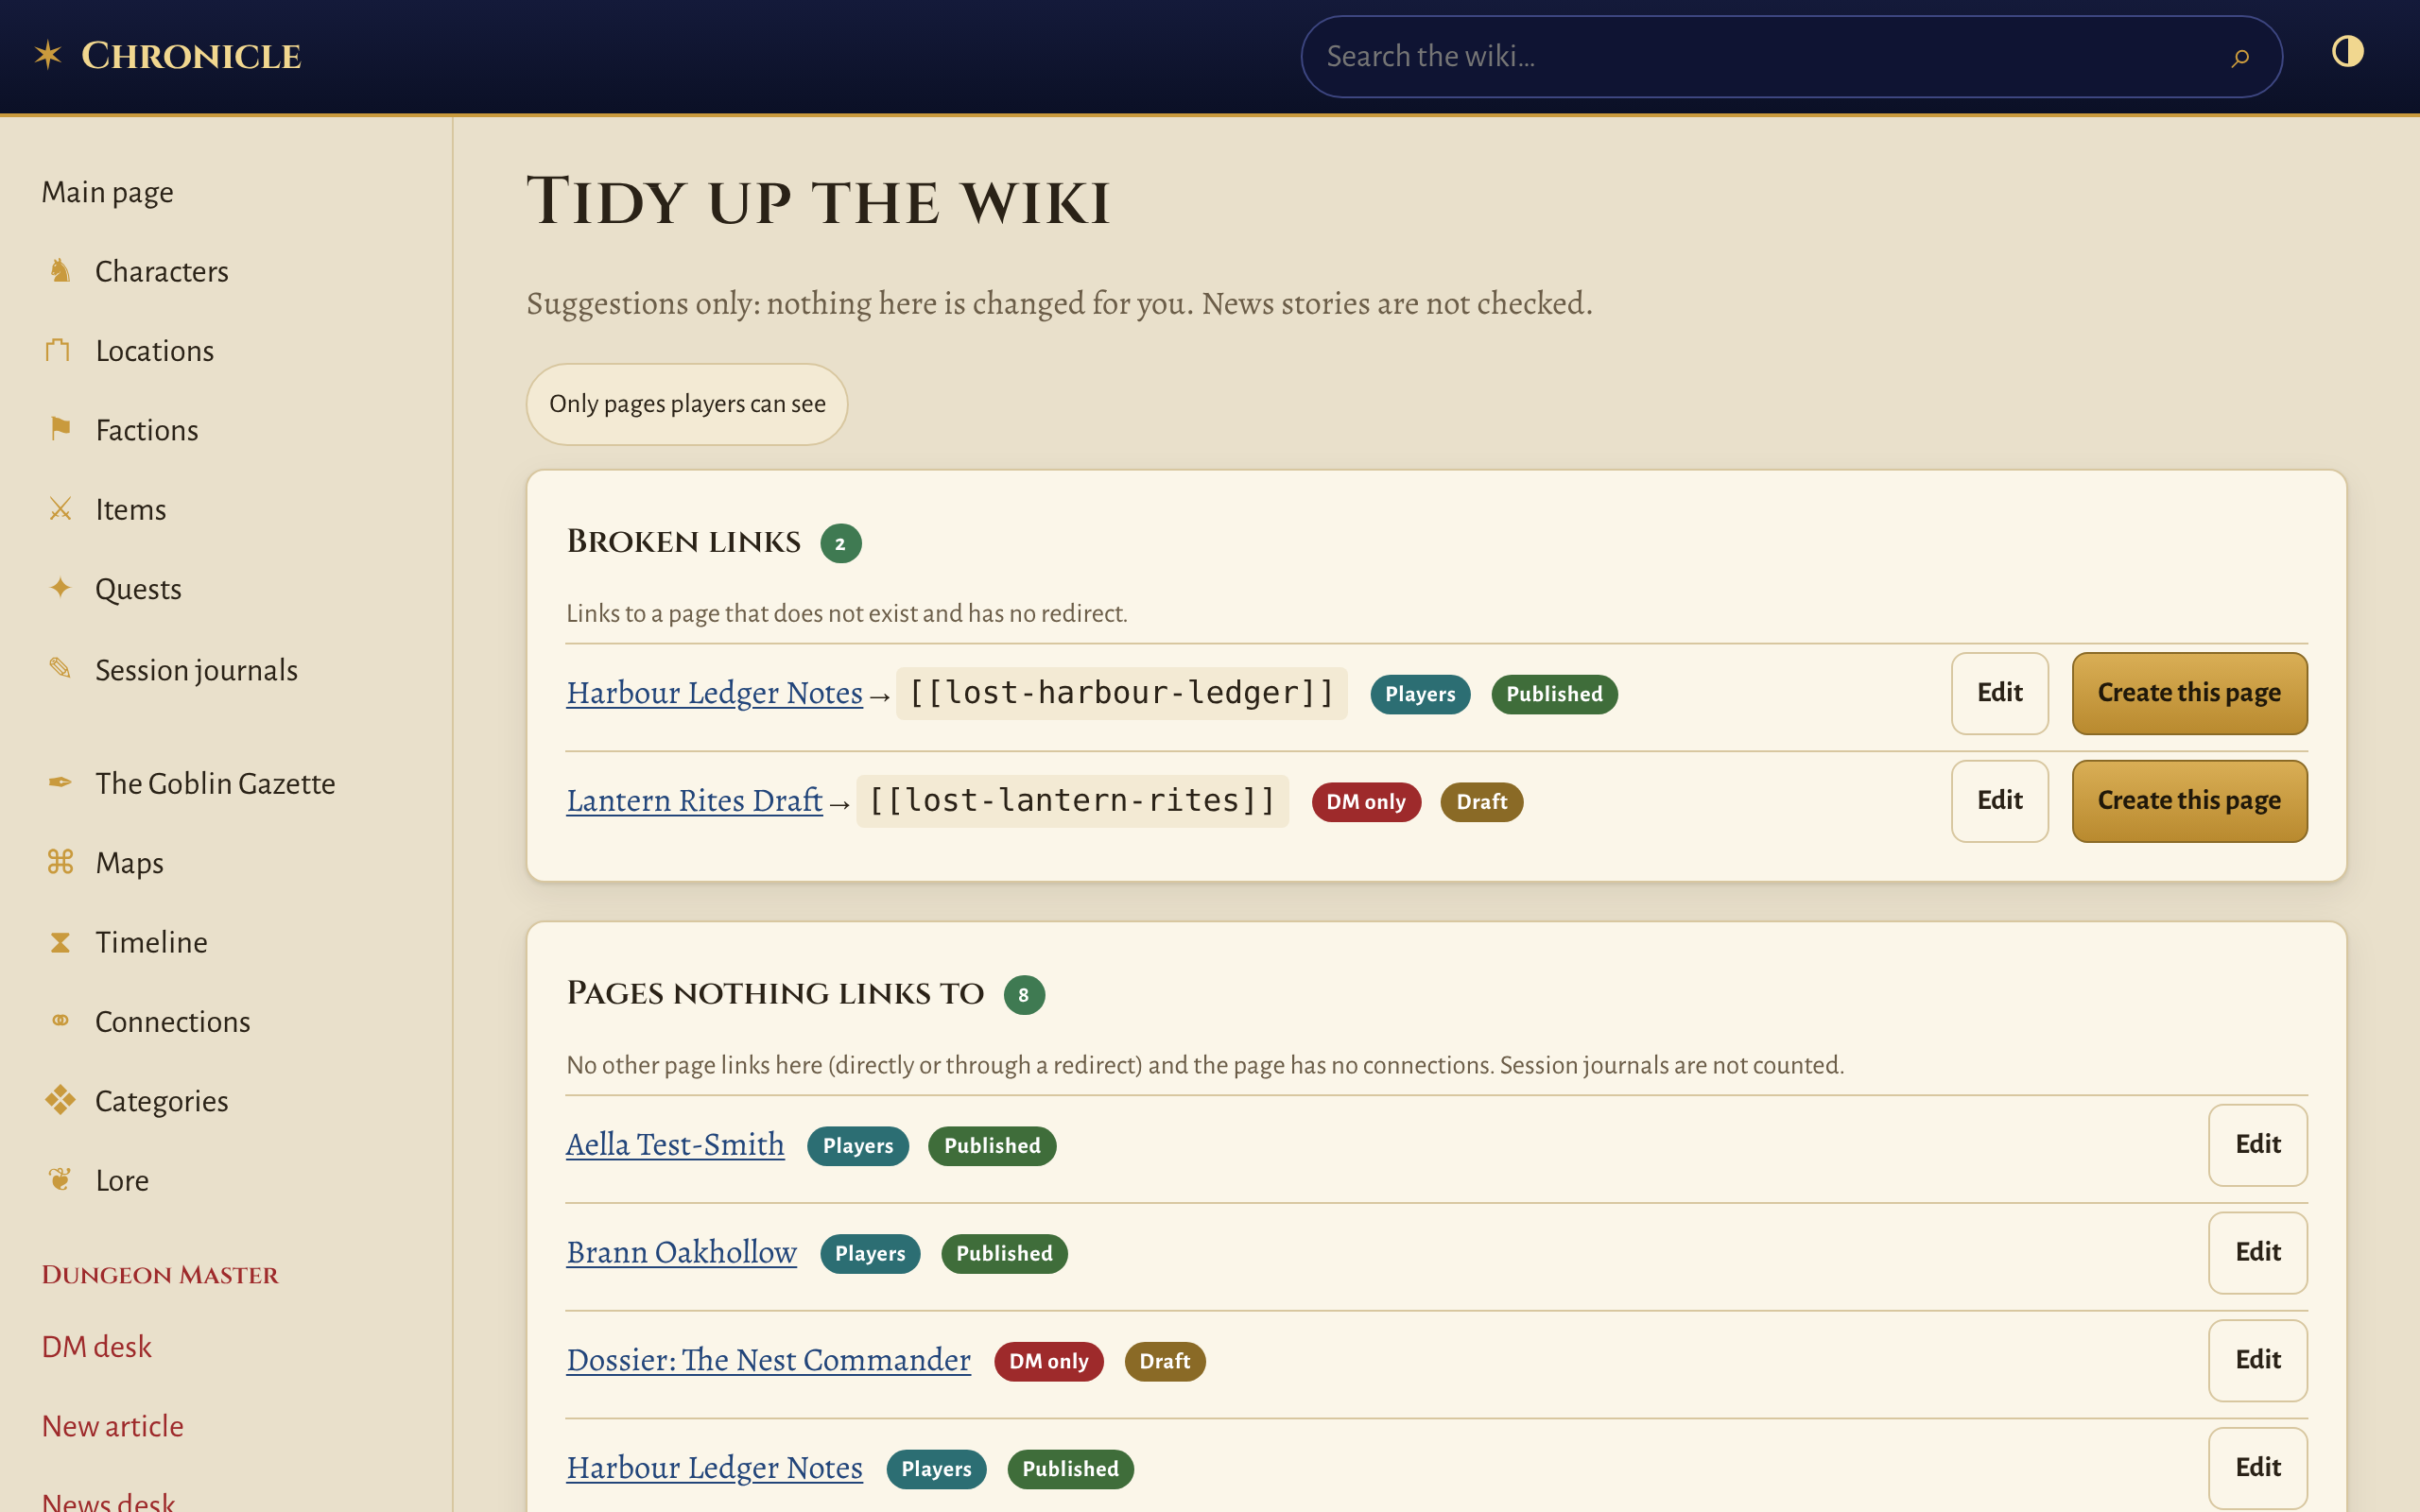 Chronicle
Search the wiki...
Main page
Characters
Locations
Factions
Items
Quests
Session journals
The Goblin Gazette
Maps
Timeline
Connections
Categories
Lore
Dungeon Master
DM desk
New article
News desk
Tidy up the wiki
Suggestions only: nothing here is changed for you. News stories are not checked.
Only pages players can see
Broken links 2
Links to a page that does not exist and has no redirect.
Harbour Ledger Notes → [[lost-harbour-ledger]] Players Published Edit Create this page
Lantern Rites Draft → [[lost-lantern-rites]] DM only Draft Edit Create this page
Pages nothing links to 8
No other page links here (directly or through a redirect) and the page has no connections. Session journals are not counted.
Aella Test-Smith Players Published Edit
Brann Oakhollow Players Published Edit
Dossier: The Nest Commander DM only Draft Edit
Harbour Ledger Notes Players Published Edit